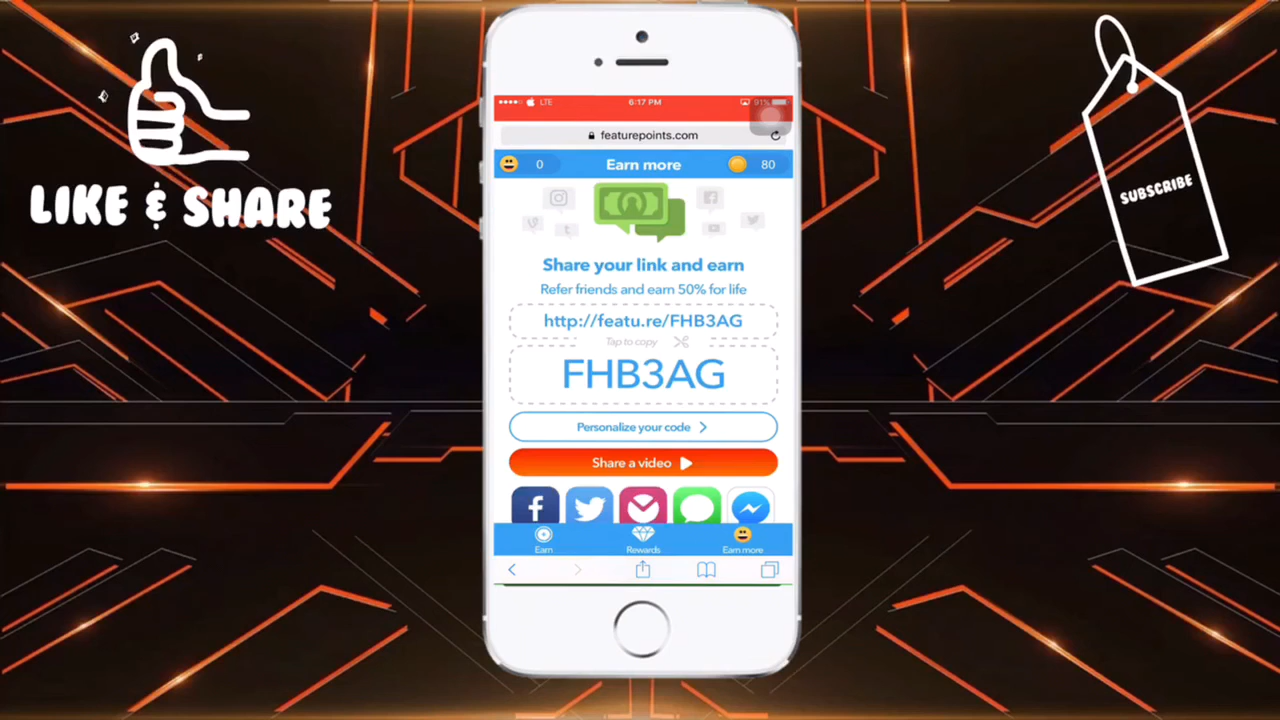 LIKE & SHARE
SUBSCRIBE
LTE
6:17 PM
91%
featurepoints.com
0
Earn more
80
Share your link and earn
Refer friends and earn 50% for life
http://featu.re/FHB3AG
Tap to copy
FHB3AG
Personalize your code
Share a video
Earn
Rewards
Earn more